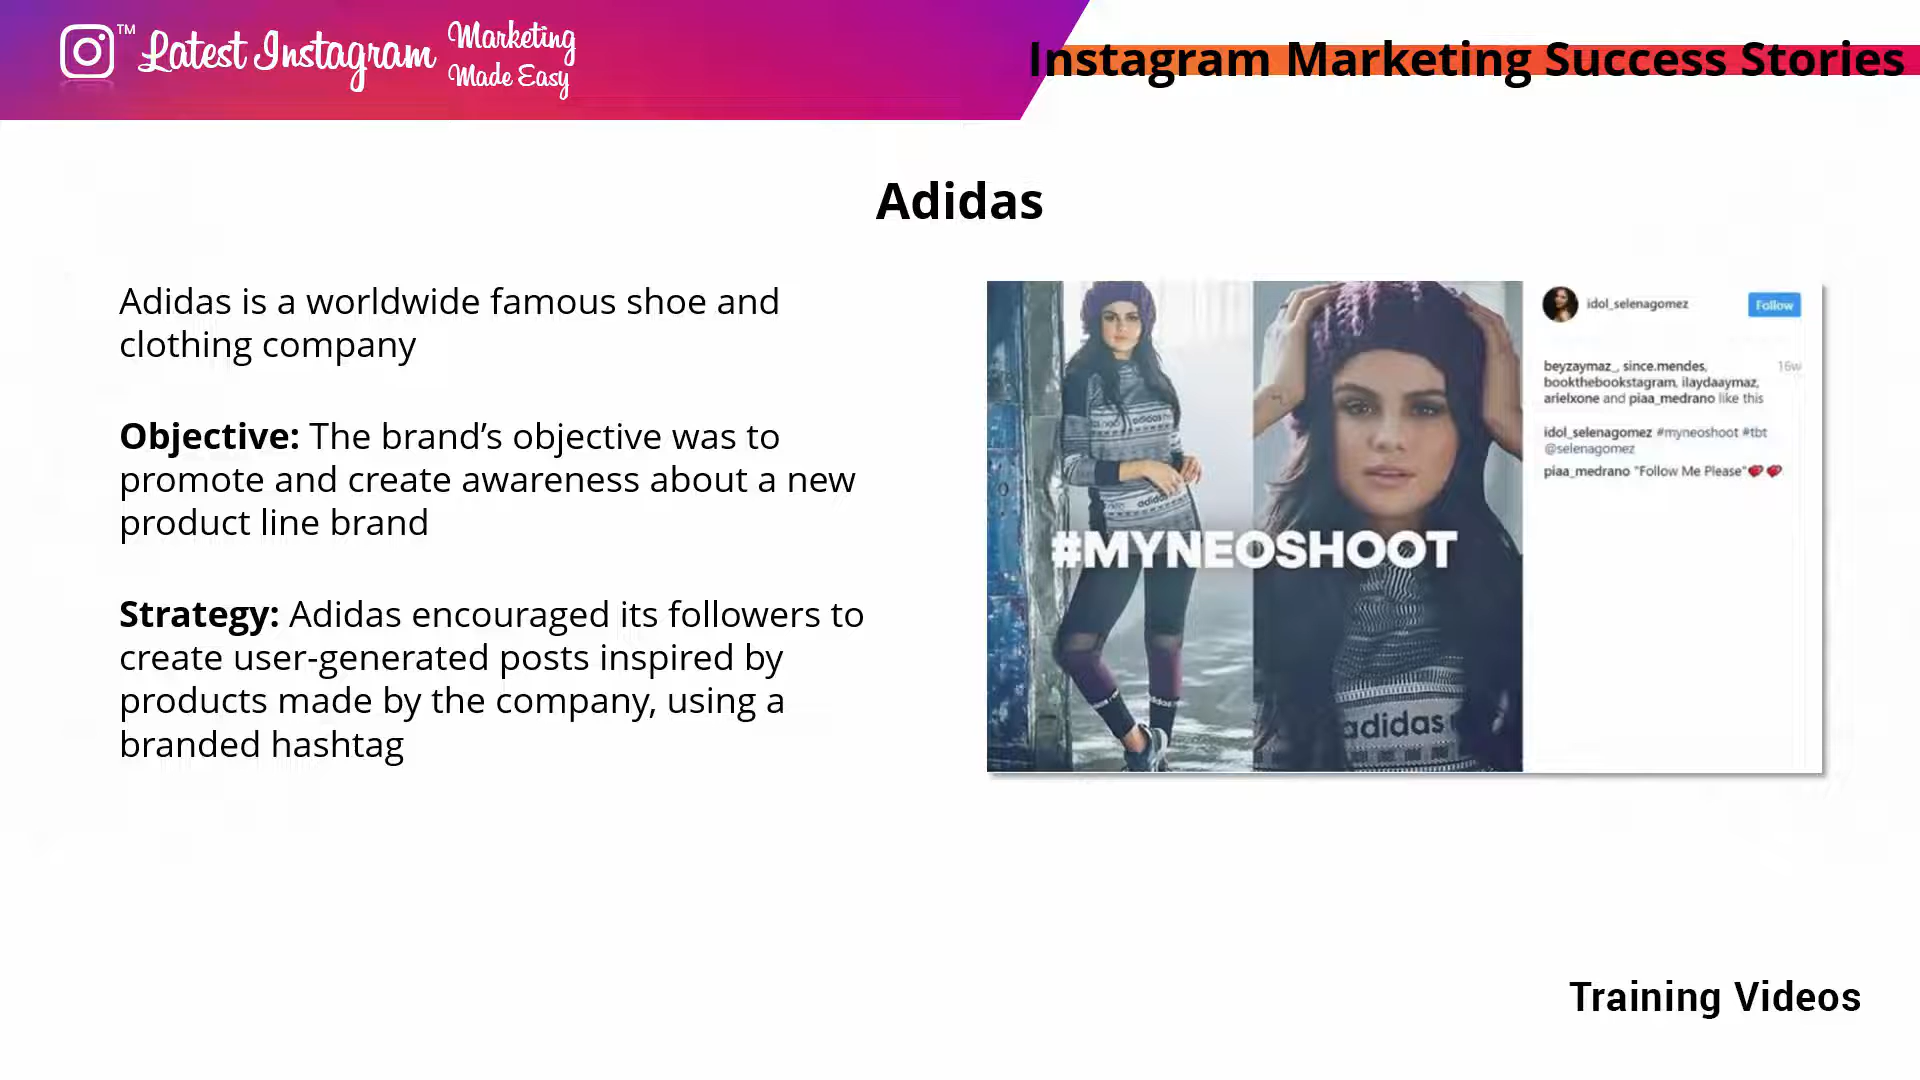 TM
Latest Instagram
Marketing
Made Easy
Instagram Marketing Success Stories
Adidas
Adidas is a worldwide famous shoe and
clothing company
Objective: The brand’s objective was to
promote and create awareness about a new
product line brand
Strategy: Adidas encouraged its followers to
create user-generated posts inspired by
products made by the company, using a
branded hashtag
#MYNEOSHOOT
adidas
adidas
idol_selenagomez
Follow
beyzaymaz_, since.mendes,
16w
bookthebookstagram, ilaydaaymaz,
arielxone and piaa_medrano like this
idol_selenagomez #myneoshoot #tbt
@selenagomez
piaa_medrano "Follow Me Please"
Training Videos